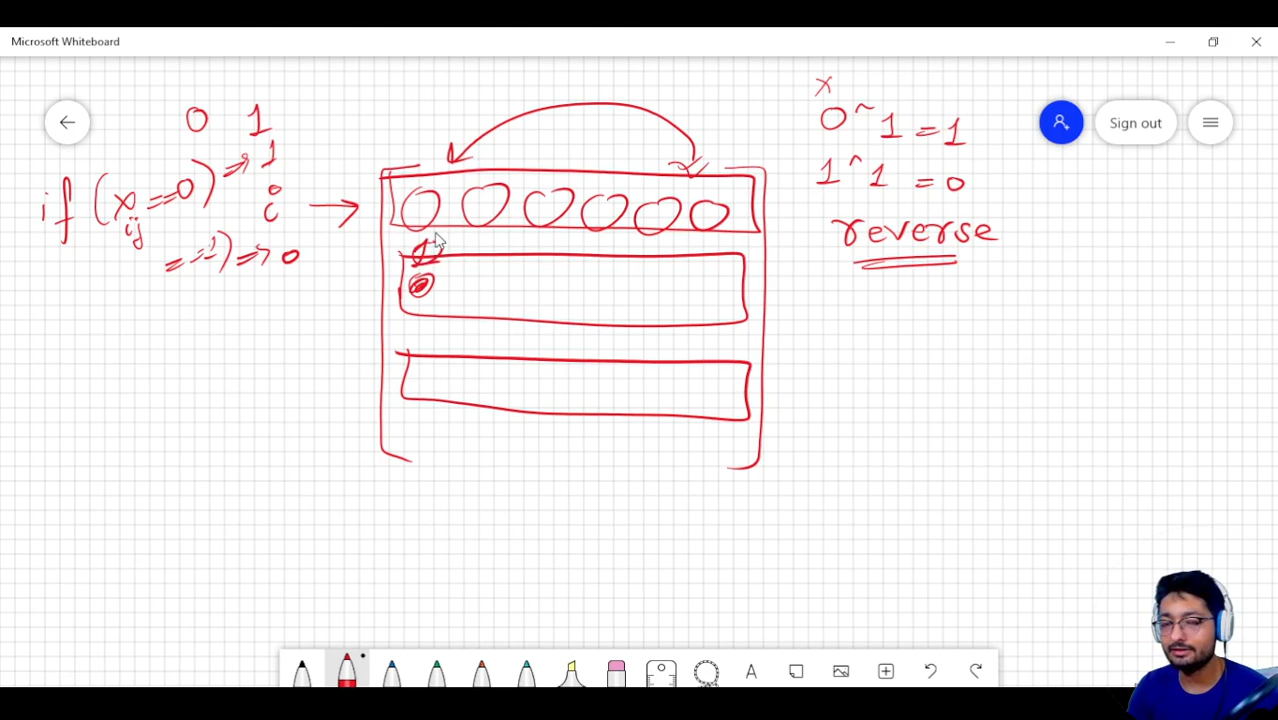 Microsoft Whiteboard
Sign out
0 1
if (x==0) => 1
ij
==1) => 0
i
1
x
0^1=1
1^1=0
reverse
A